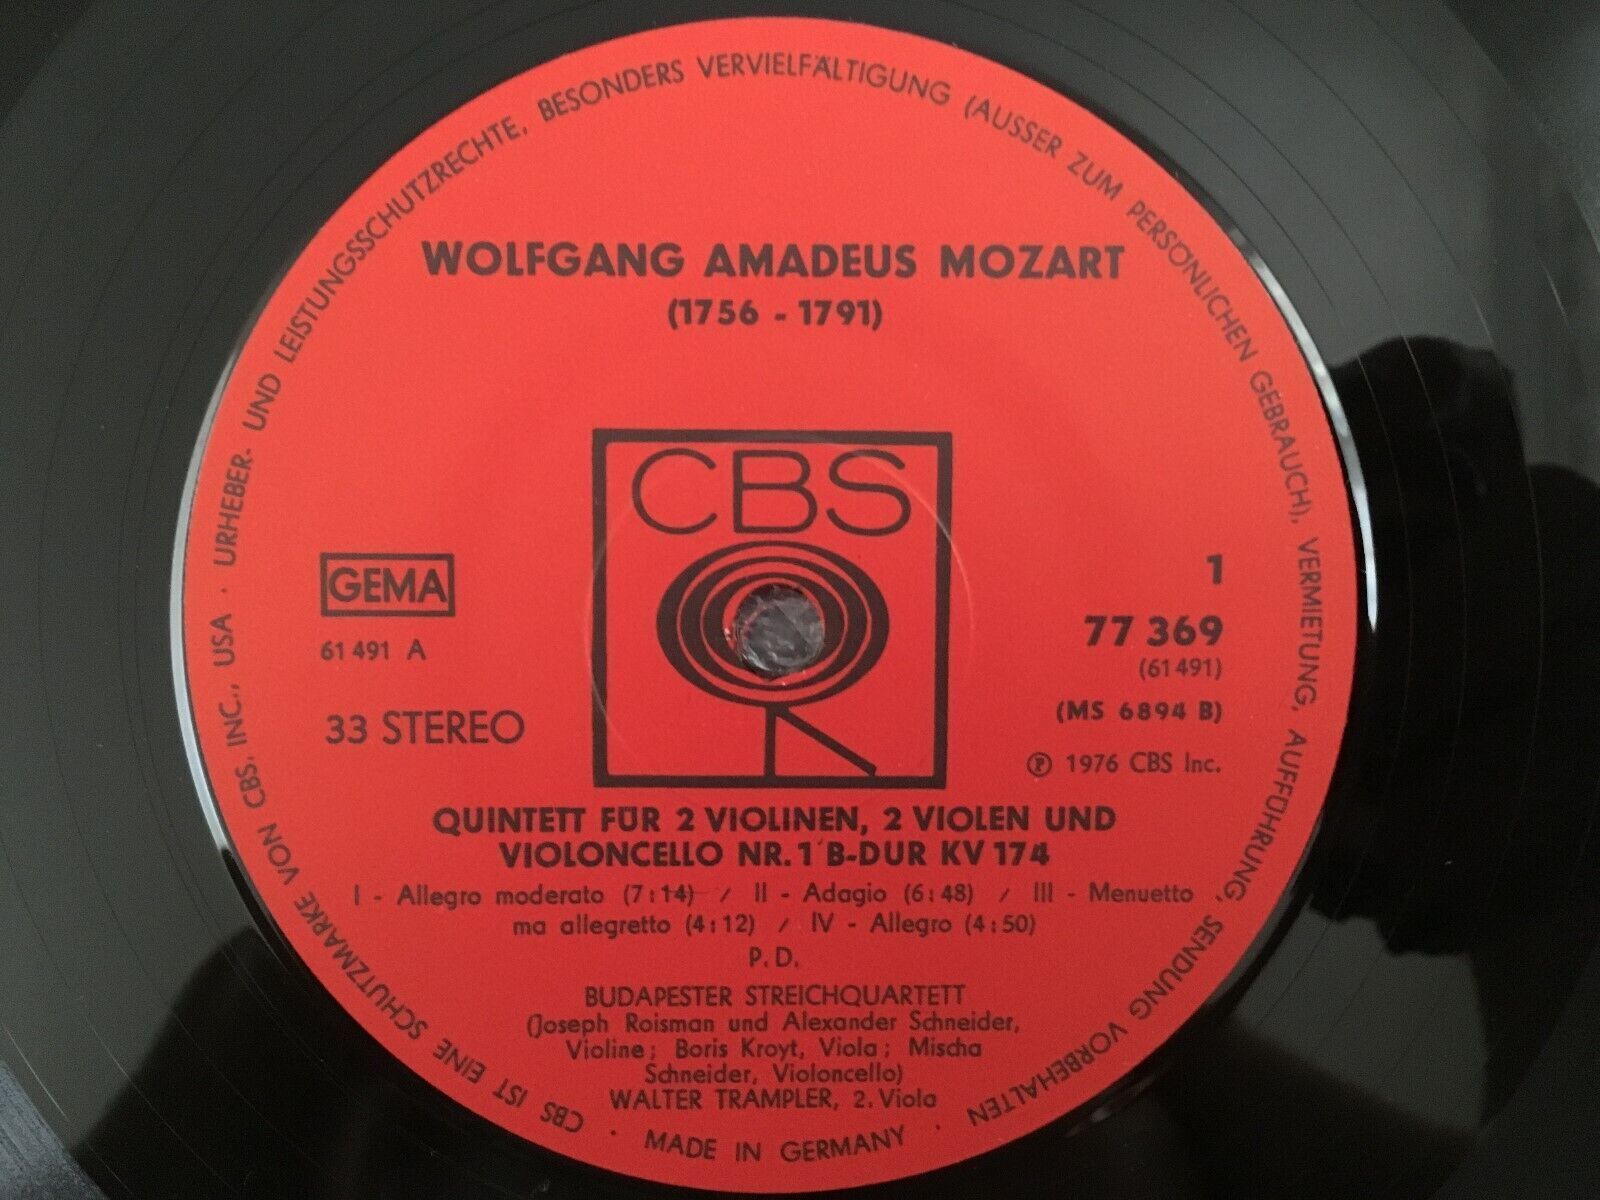 URHEBER- UND LEISTUNGSSCHUTZRECHTE, BESONDERS VERVIELFÄLTIGUNG (AUSSER ZUM PERSÖNLICHEN GEBRAUCH), VERMIETUNG, AUFFÜHRUNG, SENDUNG VORBEHALTEN
WOLFGANG AMADEUS MOZART
(1756 - 1791)
CBS
GEMA
61 491 A
33 STEREO
1
77 369
(61 491)
(MS 6894 B)
Ⓟ 1976 CBS Inc.
QUINTETT FÜR 2 VIOLINEN, 2 VIOLEN UND
VIOLONCELLO NR. 1 B-DUR KV 174
I - Allegro moderato (7:14) / II - Adagio (6:48) / III - Menuetto
ma allegretto (4:12) / IV - Allegro (4:50)
P. D.
BUDAPESTER STREICHQUARTETT
(Joseph Roisman und Alexander Schneider,
Violine; Boris Kroyt, Viola; Mischa
Schneider, Violoncello)
WALTER TRAMPLER, 2. Viola
· MADE IN GERMANY ·
CBS IST EINE SCHUTZMARKE VON CBS, INC., USA ·